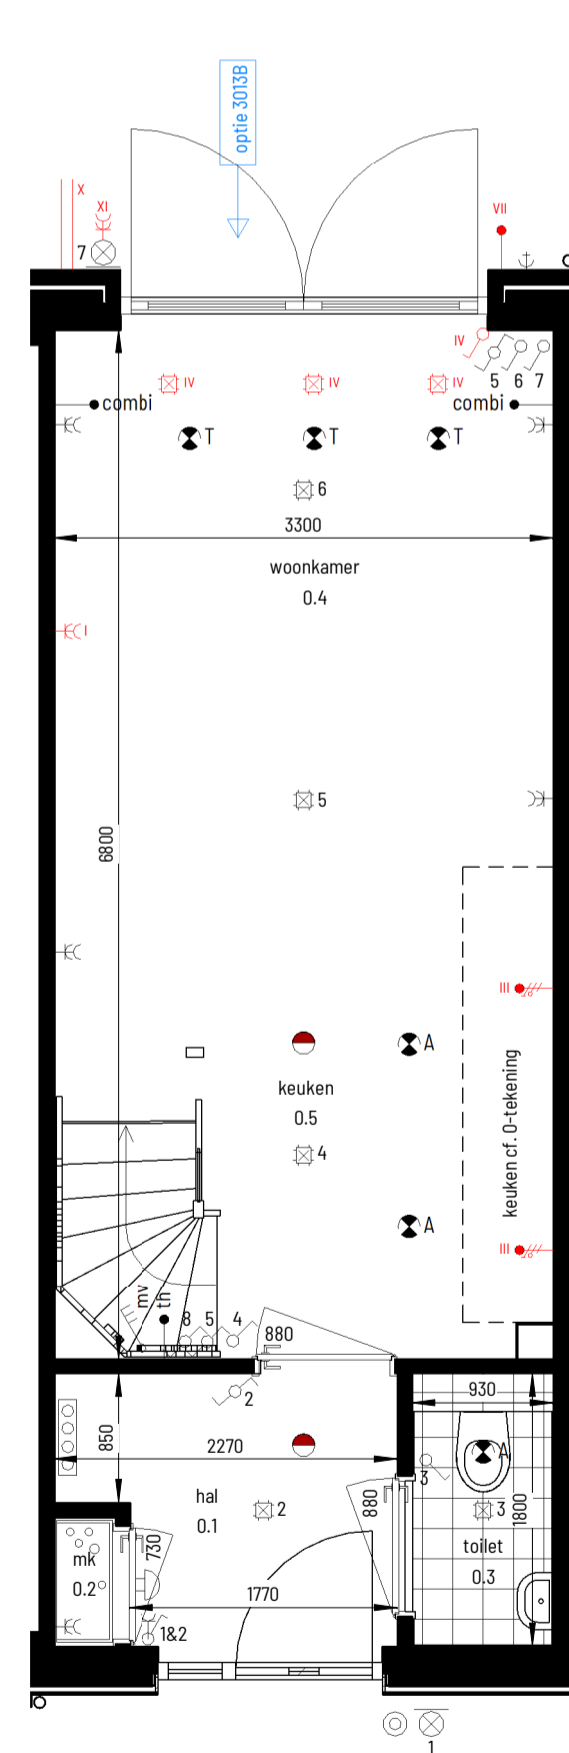 optie 3013B
X
XI
7
VII
IV
5 6 7
IV IV IV
combi combi
T T T
6
3300
woonkamer
0.4
I
5
6800
III
A
keuken
0.5
keuken cf. 0-tekening
4
A
III
mv
th
8 5 4
880
930
2
850
2270
A
3
hal
0.1
2
880
3
1800
730
toilet
0.3
mk
0.2
1770
1&2
1